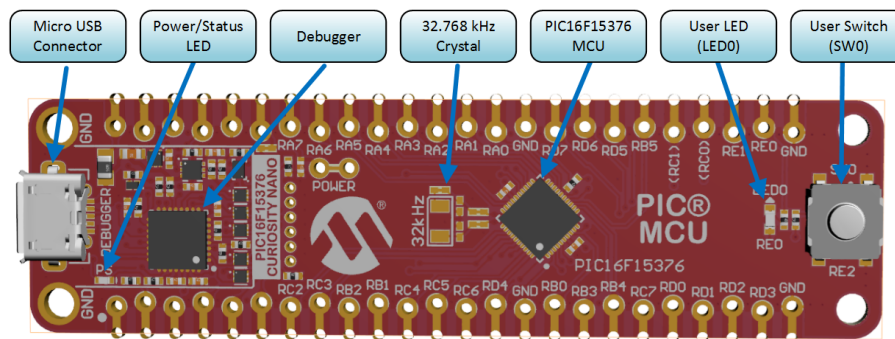 Micro USB
Connector
Power/Status
LED
Debugger
32.768 kHz
Crystal
PIC16F15376
MCU
User LED
(LED0)
User Switch
(SW0)
GND
RA7
RA6
RA5
RA4
RA3
RA2
RA1
RA0
GND
RD7
RD6
RD5
RB5
(RC1)
(RC0)
RE1
RE0
GND
DEBUGGER
PS
PIC16F15376
CURIOSITY NANO
POWER
®
32kHz
PIC®
MCU
PIC16F15376
LED0
RE0
RE2
GND
RC2
RC3
RB2
RB1
RC4
RC5
RC6
RD4
GND
RB0
RB3
RB4
RC7
RD0
RD1
RD2
RD3
GND